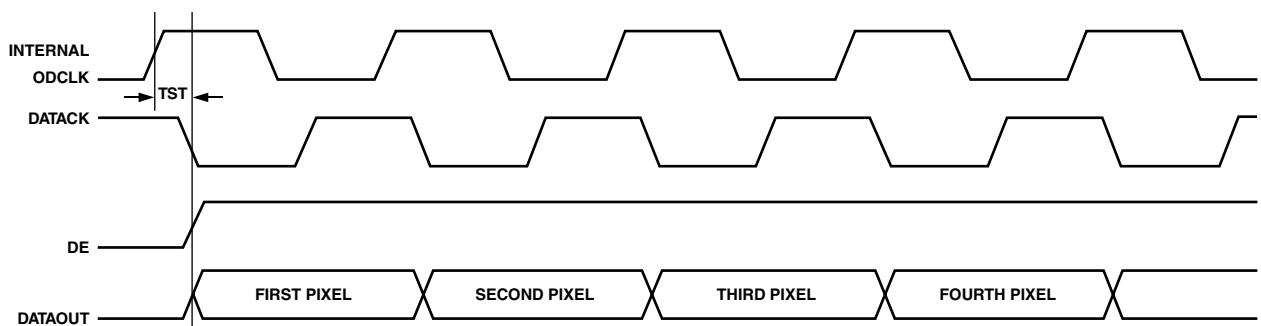 INTERNAL
ODCLK
TST
DATACK
DE
FIRST PIXEL SECOND PIXEL THIRD PIXEL FOURTH PIXEL
DATAOUT